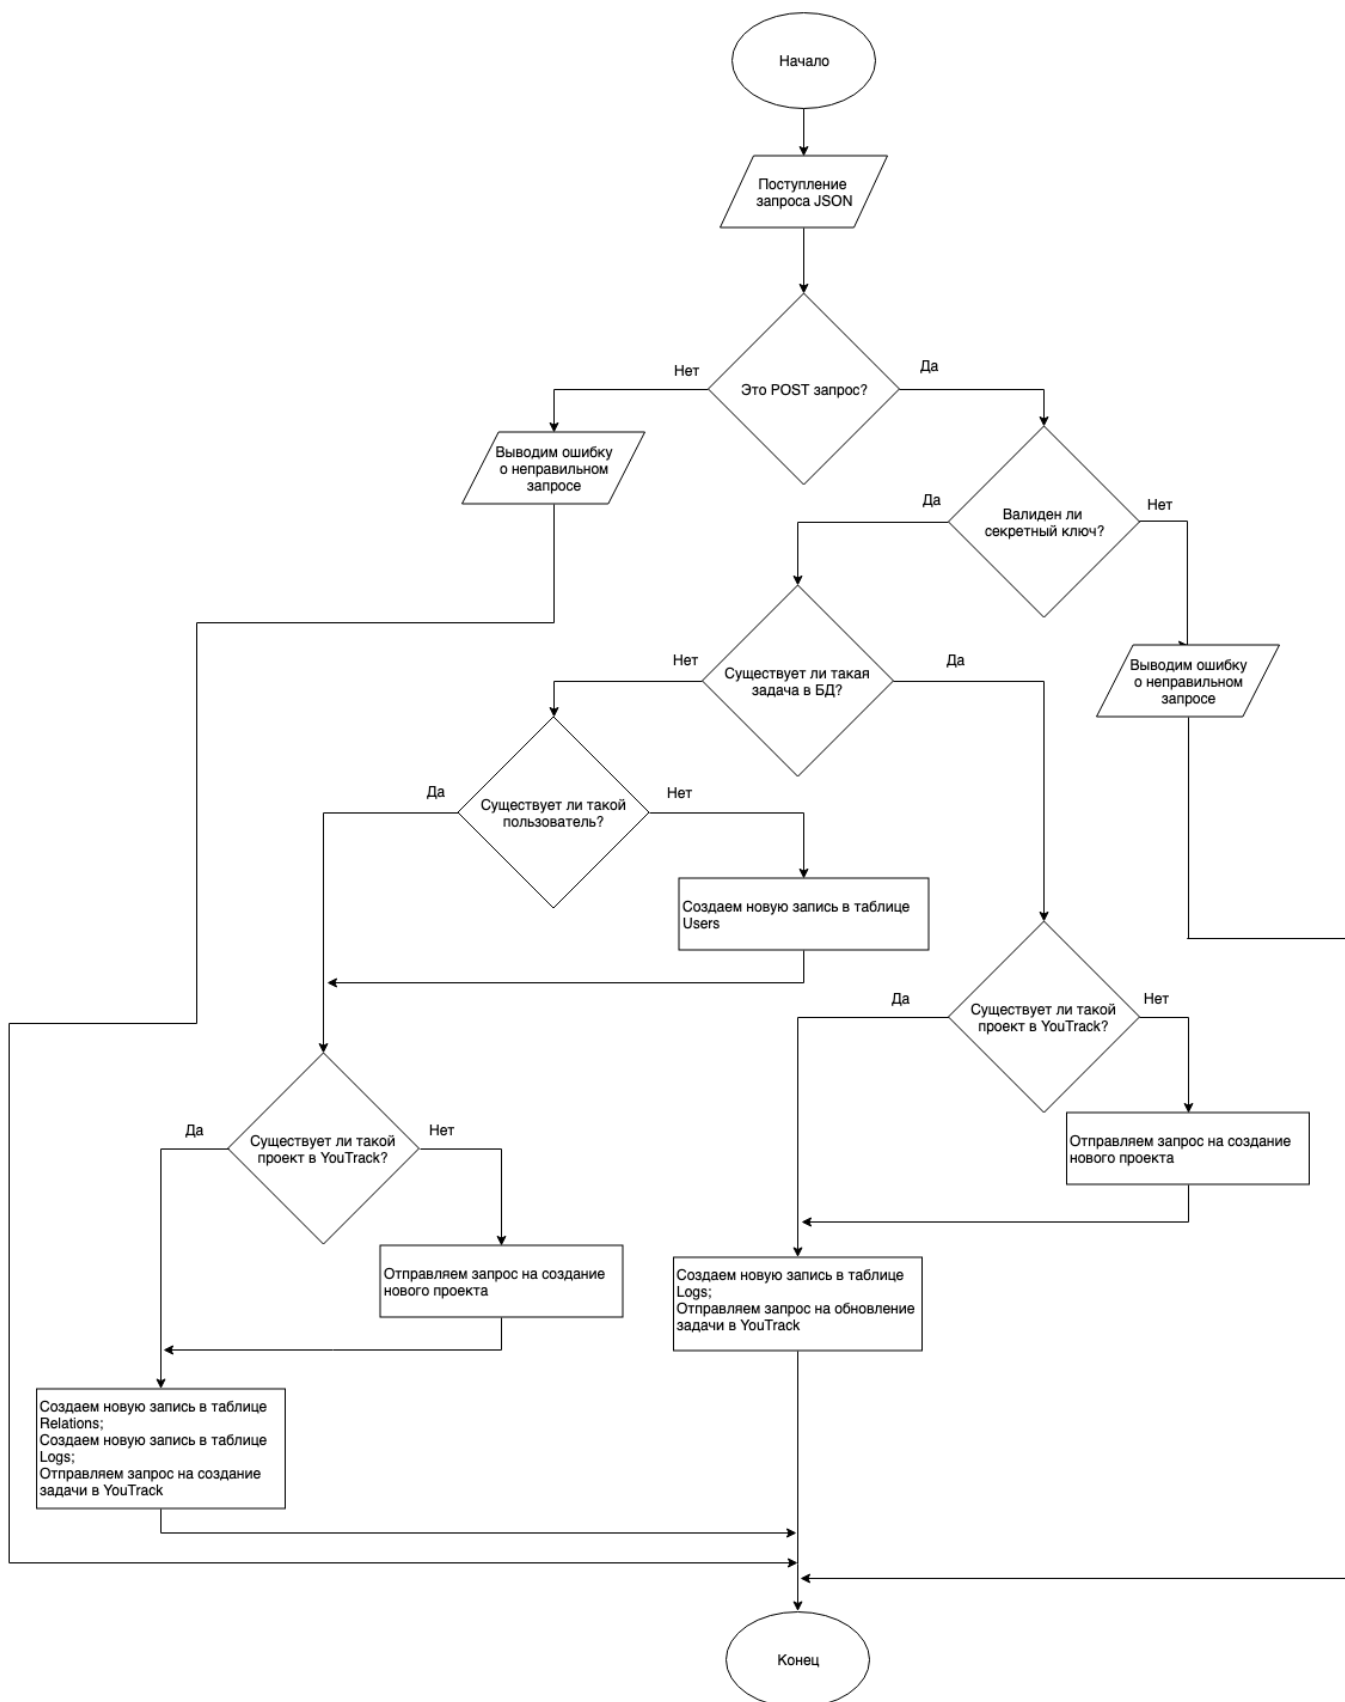 Начало
Поступление
запроса JSON
Это POST запрос?
Нет
Да
Выводим ошибку
о неправильном
запросе
Валиден ли
секретный ключ?
Да
Нет
Существует ли такая
задача в БД?
Нет
Да
Выводим ошибку
о неправильном
запросе
Существует ли такой
пользователь?
Да
Нет
Создаем новую запись в таблице
Users
Существует ли такой
проект в YouTrack?
Да
Нет
Отправляем запрос на создание
нового проекта
Существует ли такой
проект в YouTrack?
Да
Нет
Отправляем запрос на создание
нового проекта
Создаем новую запись в таблице
Logs;
Отправляем запрос на обновление
задачи в YouTrack
Создаем новую запись в таблице
Relations;
Создаем новую запись в таблице
Logs;
Отправляем запрос на создание
задачи в YouTrack
Конец